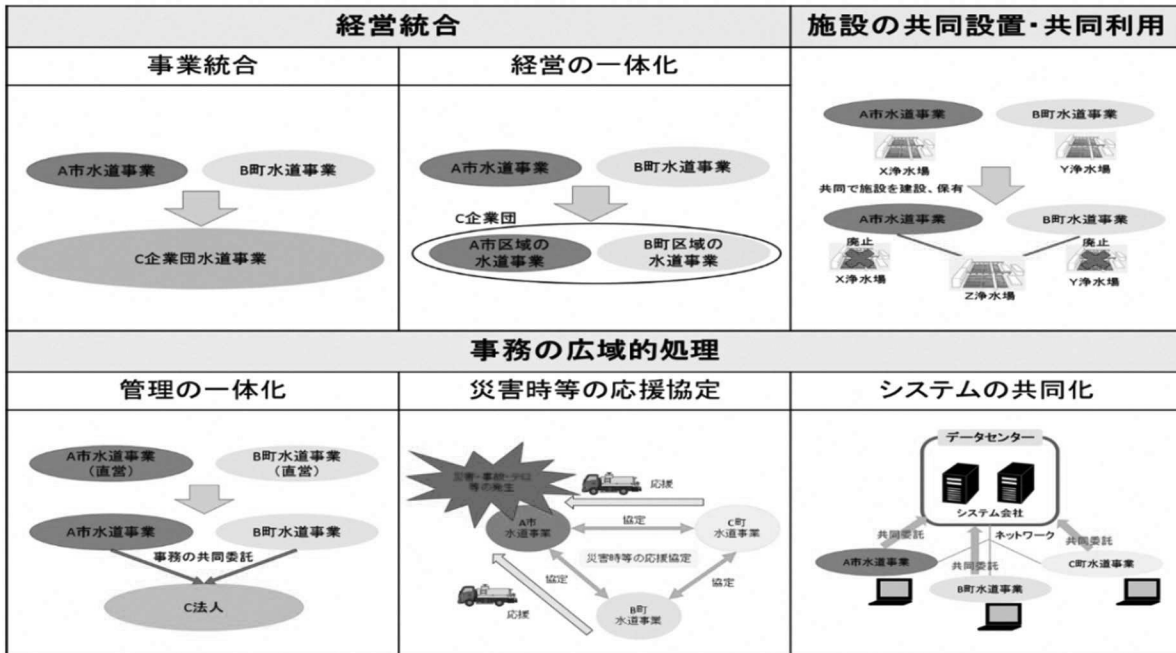 経営統合
施設の共同設置・共同利用
事業統合
経営の一体化
A市水道事業
B町水道事業
C企業団水道事業
A市水道事業
B町水道事業
C企業団
A市区域の
水道事業
B町区域の
水道事業
A市水道事業
B町水道事業
X浄水場
Y浄水場
共同で施設を建設、保有
A市水道事業
B町水道事業
廃止
廃止
X浄水場
Z浄水場
Y浄水場
事務の広域的処理
管理の一体化
災害時等の応援協定
システムの共同化
A市水道事業
(直営)
B町水道事業
(直営)
A市水道事業
B町水道事業
事務の共同委託
C法人
災害・事故・テロ
等の発生
応援
A市
水道事業
協定
C町
水道事業
災害時等の応援協定
協定
協定
応援
B町
水道事業
データセンター
システム会社
ネットワーク
共同委託
共同委託
共同委託
A市水道事業
B町水道事業
C町水道事業